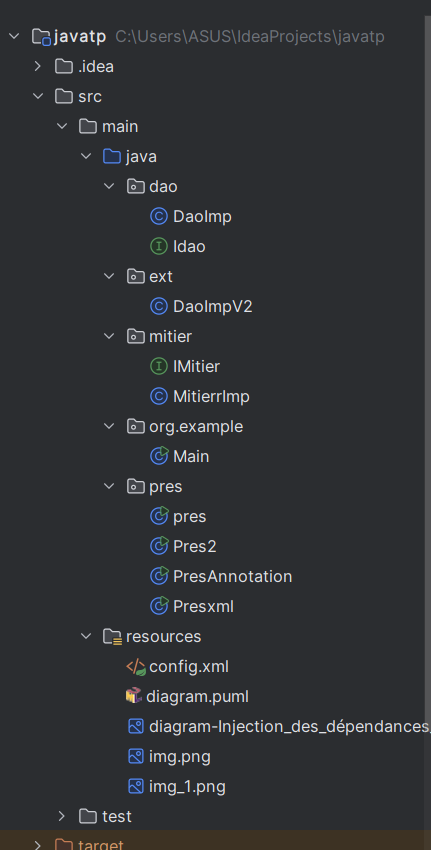 javatp C:\Users\ASUS\IdeaProjects\javatp
.idea
src
main
java
dao
DaoImp
Idao
ext
DaoImpV2
mitier
IMitier
MitierrImp
org.example
Main
pres
pres
Pres2
PresAnnotation
Presxml
resources
config.xml
diagram.puml
diagram-Injection_des_dépendances
img.png
img_1.png
test
target